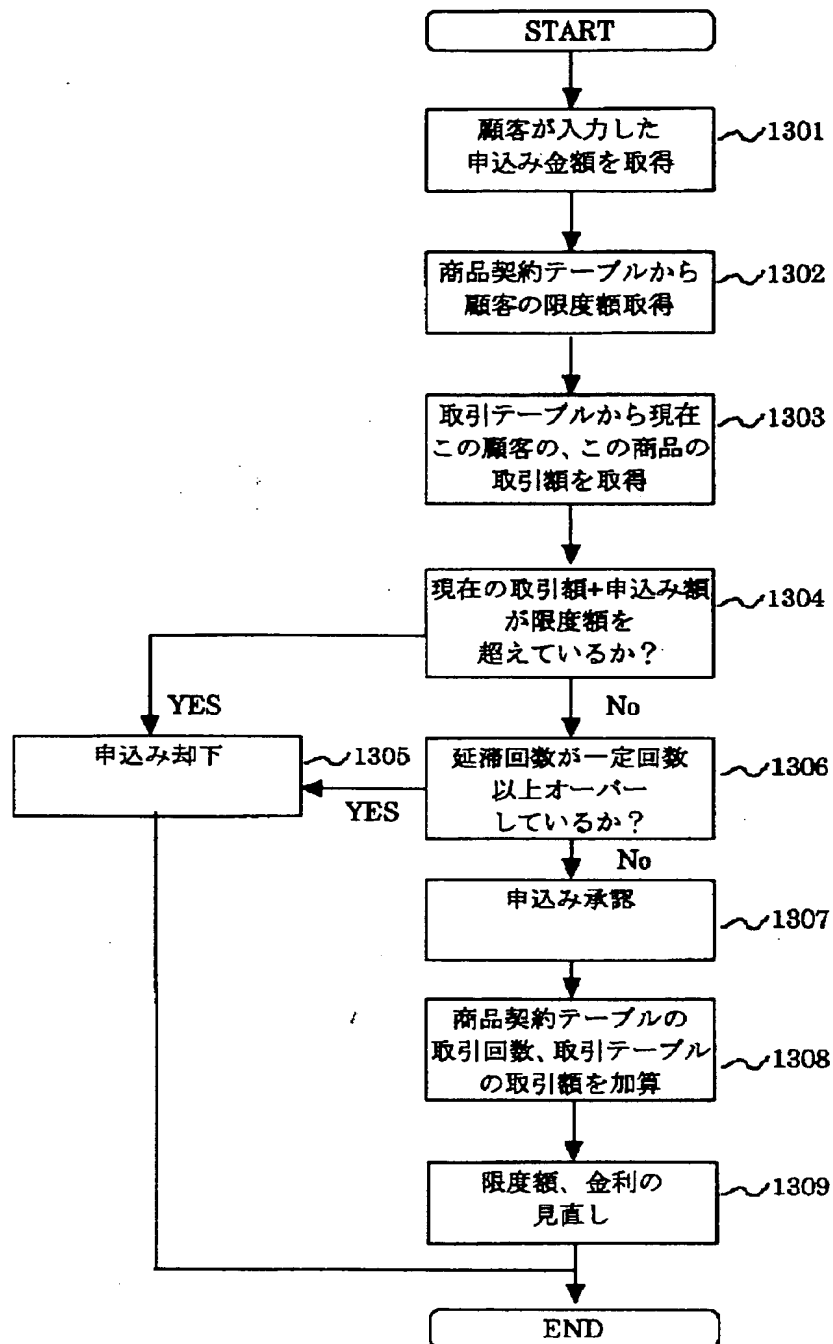 START
顧客が入力した
申込み金額を取得
1301
商品契約テーブルから
顧客の限度額取得
1302
取引テーブルから現在
この顧客の、この商品の
取引額を取得
1303
現在の取引額+申込み額
が限度額を
超えているか？
1304
YES
No
申込み却下
1305
延滞回数が一定回数
以上オーバー
しているか？
1306
YES
No
申込み承認
1307
商品契約テーブルの
取引回数、取引テーブル
の取引額を加算
1308
限度額、金利の
見直し
1309
END